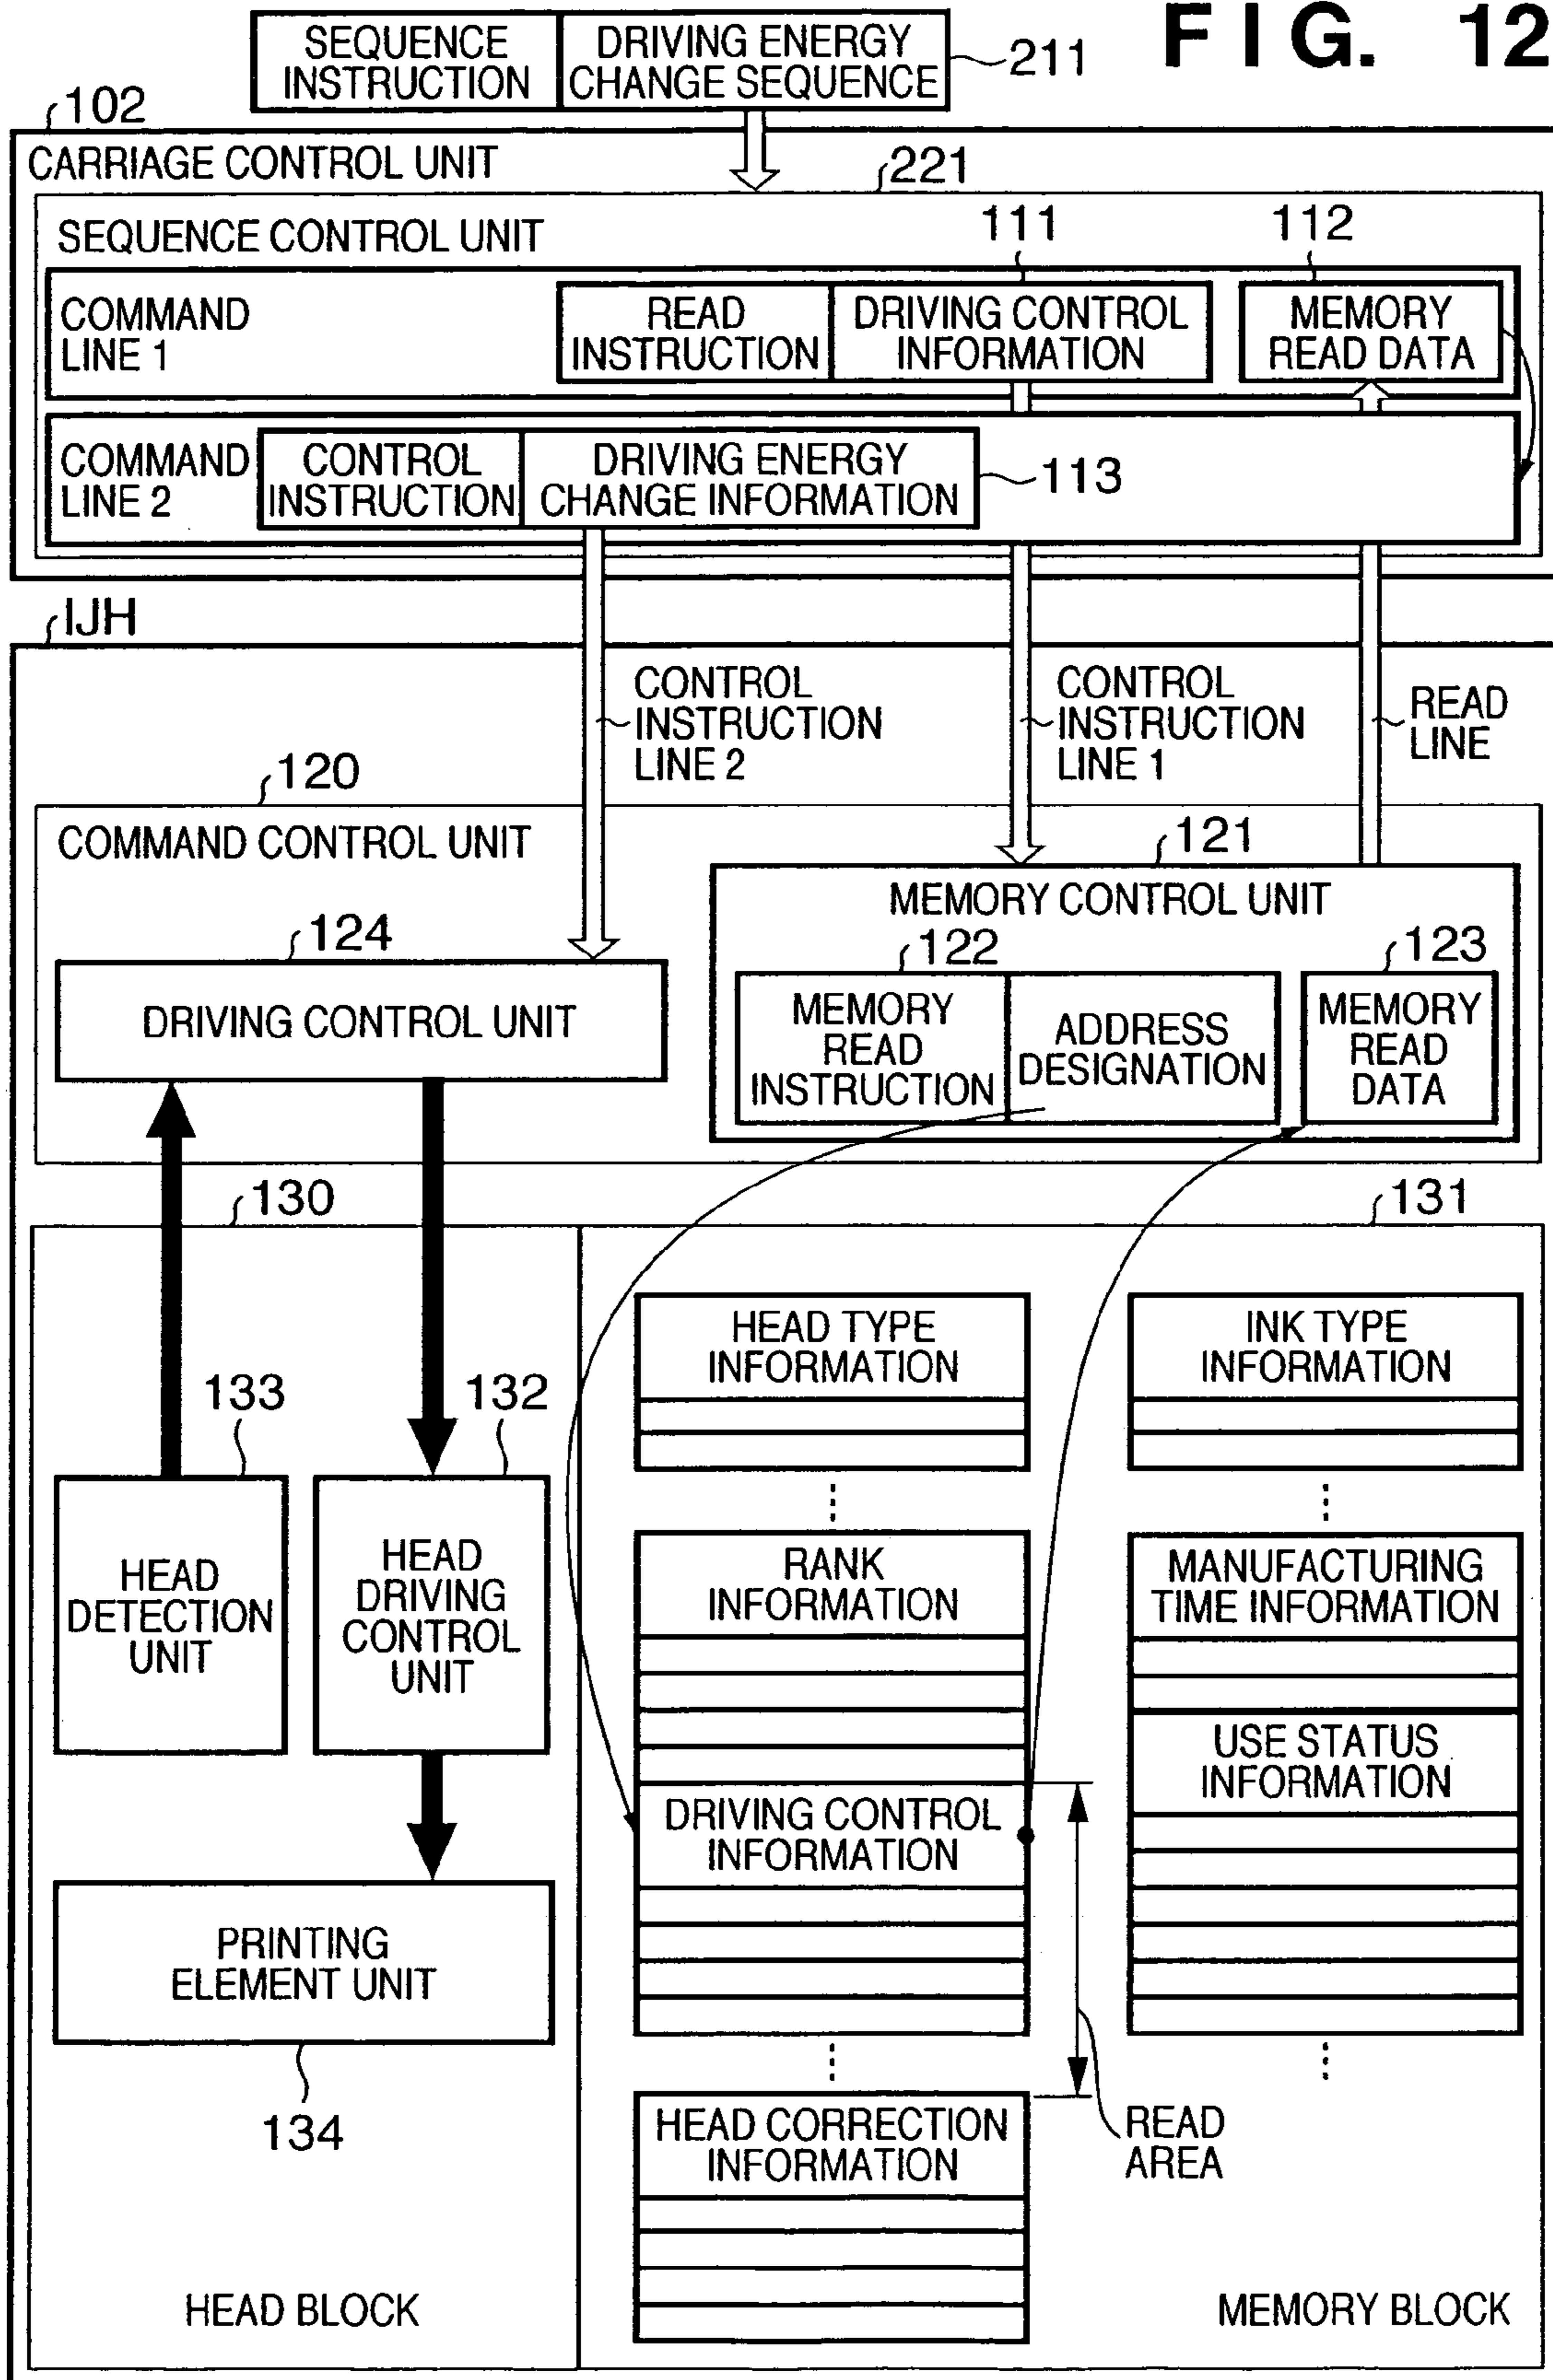 FIG. 12
SEQUENCE
INSTRUCTION
DRIVING ENERGY
CHANGE SEQUENCE
211
102
CARRIAGE CONTROL UNIT
221
SEQUENCE CONTROL UNIT
111
112
COMMAND
LINE 1
READ
INSTRUCTION
DRIVING CONTROL
INFORMATION
MEMORY
READ DATA
COMMAND
LINE 2
CONTROL
INSTRUCTION
DRIVING ENERGY
CHANGE INFORMATION
113
IJH
CONTROL
INSTRUCTION
LINE 2
CONTROL
INSTRUCTION
LINE 1
READ
LINE
120
COMMAND CONTROL UNIT
121
MEMORY CONTROL UNIT
124
DRIVING CONTROL UNIT
122
MEMORY
READ
INSTRUCTION
ADDRESS
DESIGNATION
123
MEMORY
READ
DATA
130
131
133
132
HEAD
DETECTION
UNIT
HEAD
DRIVING
CONTROL
UNIT
PRINTING
ELEMENT UNIT
134
HEAD BLOCK
HEAD TYPE
INFORMATION
RANK
INFORMATION
DRIVING CONTROL
INFORMATION
HEAD CORRECTION
INFORMATION
INK TYPE
INFORMATION
MANUFACTURING
TIME INFORMATION
USE STATUS
INFORMATION
READ
AREA
MEMORY BLOCK